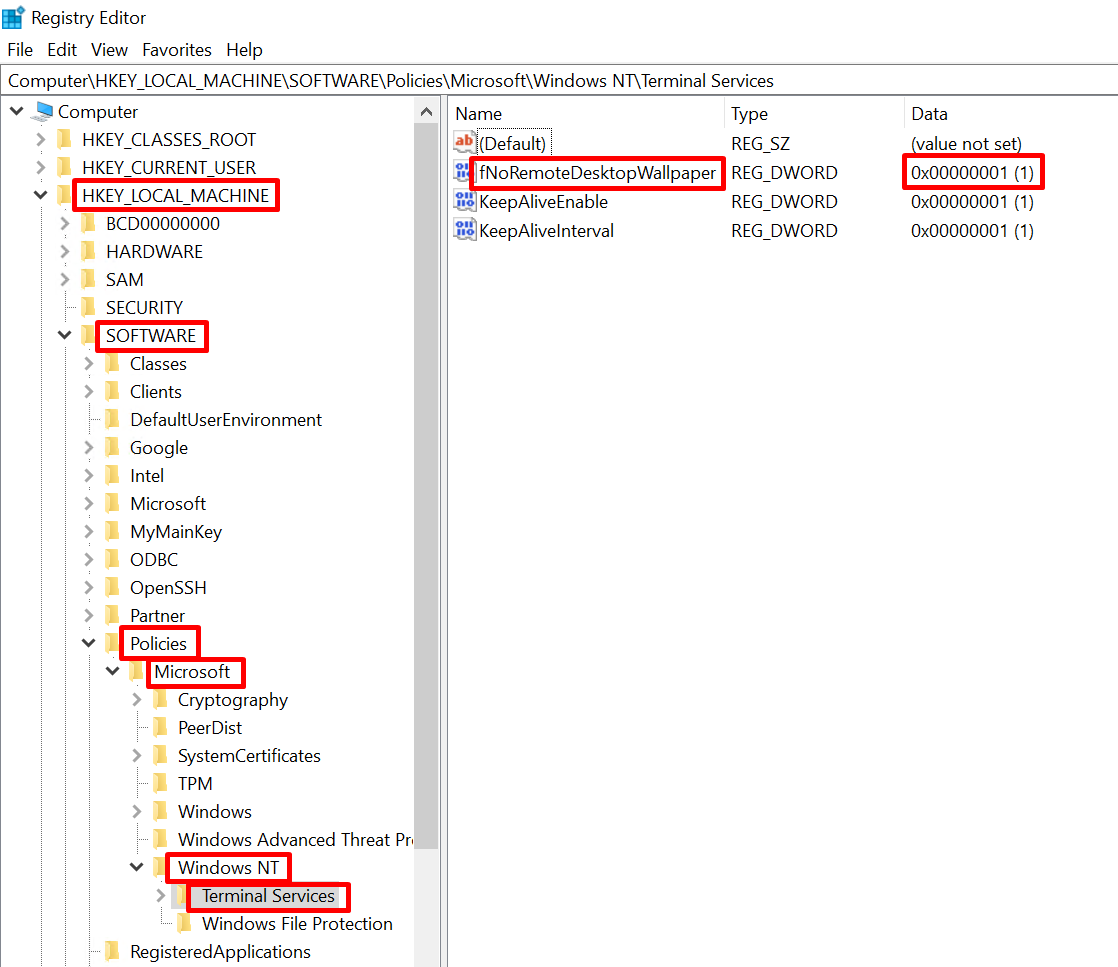 Registry Editor
File Edit View Favorites Help
Computer\HKEY_LOCAL_MACHINE\SOFTWARE\Policies\Microsoft\Windows NT\Terminal Services
Computer
HKEY_CLASSES_ROOT
HKEY_CURRENT_USER
HKEY_LOCAL_MACHINE
BCD00000000
HARDWARE
SAM
SECURITY
SOFTWARE
Classes
Clients
DefaultUserEnvironment
Google
Intel
Microsoft
MyMainKey
ODBC
OpenSSH
Partner
Policies
Microsoft
Cryptography
PeerDist
SystemCertificates
TPM
Windows
Windows Advanced Threat Pr
Windows NT
Terminal Services
Windows File Protection
RegisteredApplications
Name Type Data
ab (Default) REG_SZ (value not set)
fNoRemoteDesktopWallpaper REG_DWORD 0x00000001 (1)
KeepAliveEnable REG_DWORD 0x00000001 (1)
KeepAliveInterval REG_DWORD 0x00000001 (1)